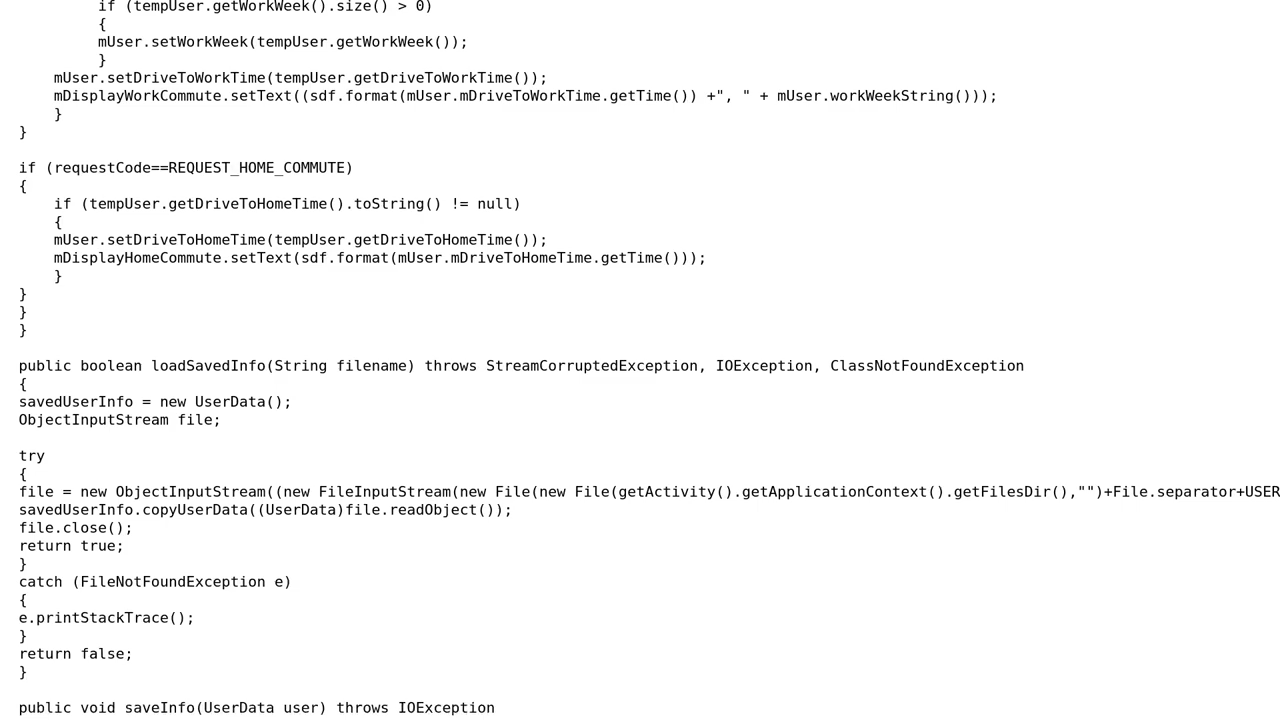 if (tempUser.getWorkWeek().size() > 0)
{
mUser.setWorkWeek(tempUser.getWorkWeek());
}
mUser.setDriveToWorkTime(tempUser.getDriveToWorkTime());
mDisplayWorkCommute.setText((sdf.format(mUser.mDriveToWorkTime.getTime()) +", " + mUser.workWeekString()));
}
}
if (requestCode==REQUEST_HOME_COMMUTE)
{
if (tempUser.getDriveToHomeTime().toString() != null)
{
mUser.setDriveToHomeTime(tempUser.getDriveToHomeTime());
mDisplayHomeCommute.setText(sdf.format(mUser.mDriveToHomeTime.getTime()));
}
}
}
}
public boolean loadSavedInfo(String filename) throws StreamCorruptedException, IOException, ClassNotFoundException
{
savedUserInfo = new UserData();
ObjectInputStream file;
try
{
file = new ObjectInputStream((new FileInputStream(new File(new File(getActivity().getApplicationContext().getFilesDir(),"")+File.separator+USER
savedUserInfo.copyUserData((UserData)file.readObject());
file.close();
return true;
}
catch (FileNotFoundException e)
{
e.printStackTrace();
}
return false;
}
public void saveInfo(UserData user) throws IOException